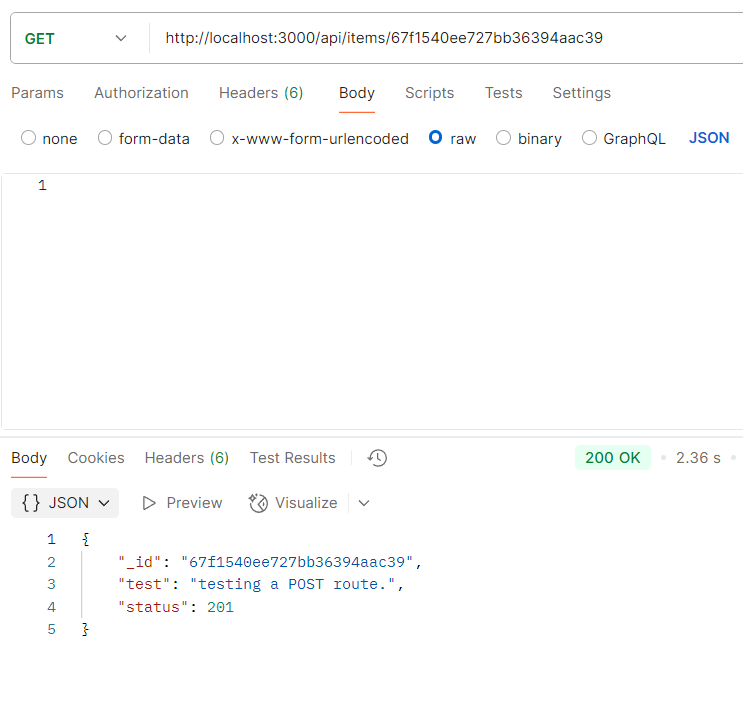 GET http://localhost:3000/api/items/67f1540ee727bb36394aac39
Params Authorization Headers (6) Body Scripts Tests Settings
none form-data x-www-form-urlencoded raw binary GraphQL JSON
1
Body Cookies Headers (6) Test Results 200 OK 2.36 s
{} JSON Preview Visualize
1 {
2 "_id": "67f1540ee727bb36394aac39",
3 "test": "testing a POST route.",
4 "status": 201
5 }